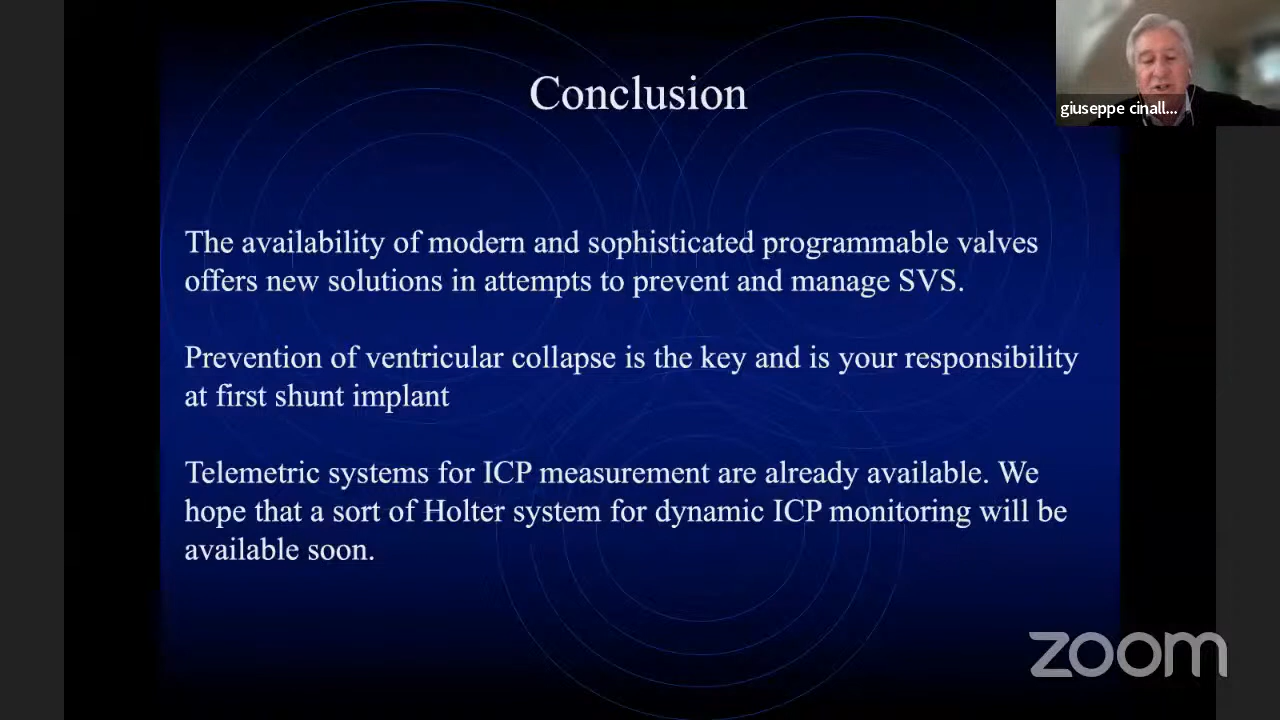 Conclusion
giuseppe cinall...
The availability of modern and sophisticated programmable valves
offers new solutions in attempts to prevent and manage SVS.
Prevention of ventricular collapse is the key and is your responsibility
at first shunt implant
Telemetric systems for ICP measurement are already available. We
hope that a sort of Holter system for dynamic ICP monitoring will be
available soon.
zoom